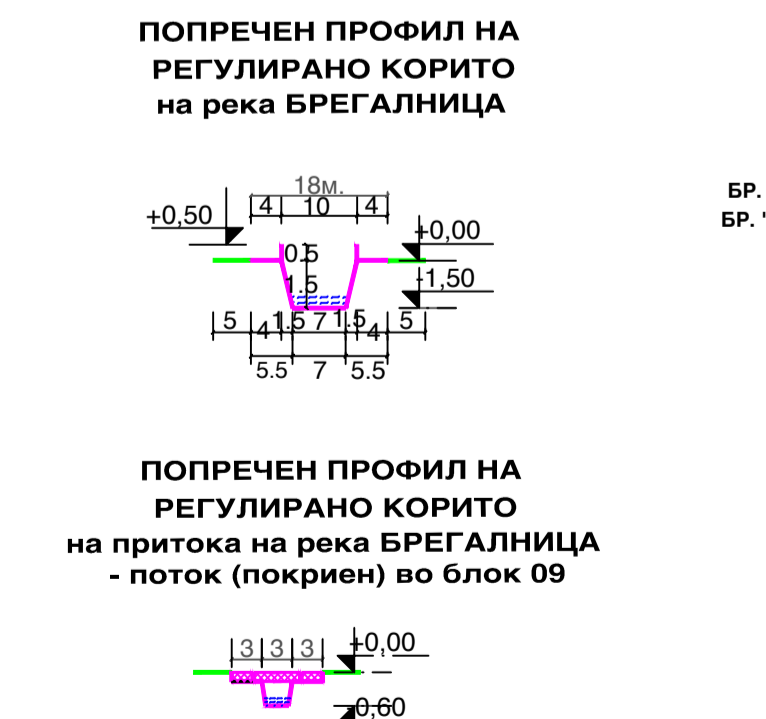 ПОПРЕЧЕН ПРОФИЛ НА
РЕГУЛИРАНО КОРИТО
на река БРЕГАЛНИЦА
18м.
4 10 4
+0,50
+0,00
0.5
1.5
-1,50
5 4 1.5 7 1.5 4 5
5.5 7 5.5
БР.
БР. '
ПОПРЕЧЕН ПРОФИЛ НА
РЕГУЛИРАНО КОРИТО
на притока на река БРЕГАЛНИЦА
- поток (покриен) во блок 09
3 3 3
+0,00
-0,60